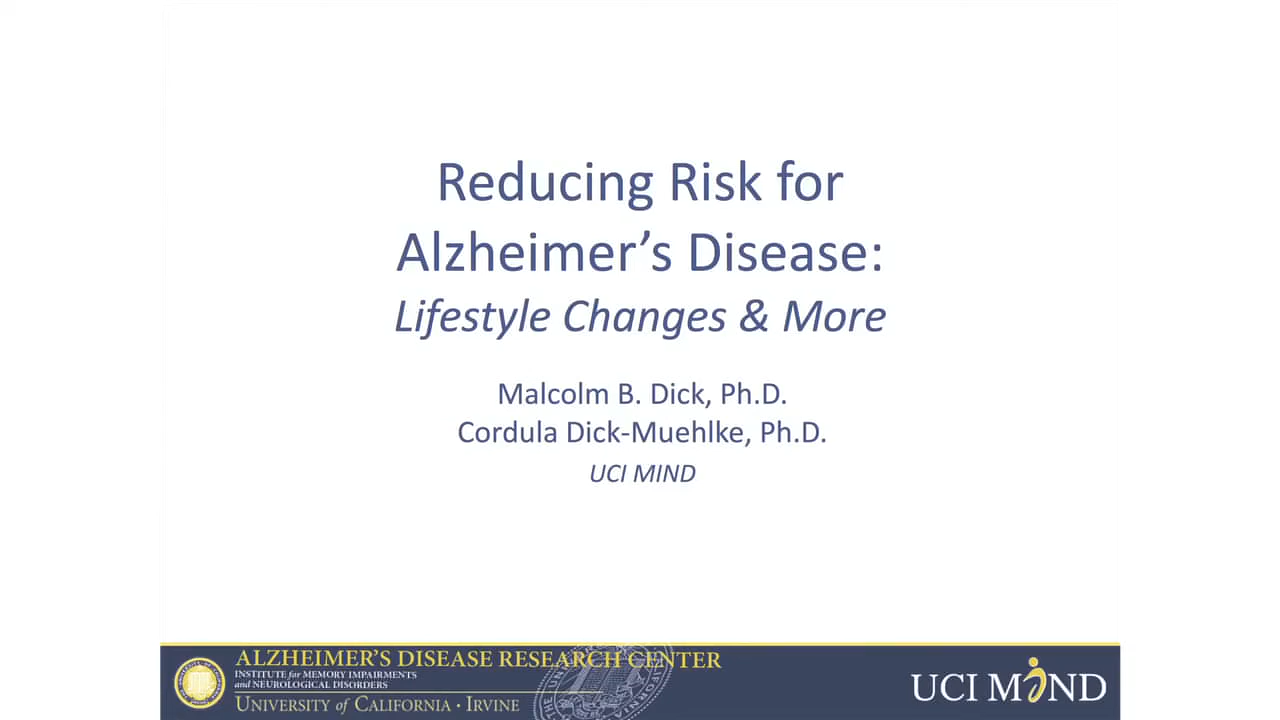 Reducing Risk for
Alzheimer’s Disease:
Lifestyle Changes & More
Malcolm B. Dick, Ph.D.
Cordula Dick-Muehlke, Ph.D.
UCI MIND
ALZHEIMER’S DISEASE RESEARCH CENTER
INSTITUTE for MEMORY IMPAIRMENTS
and NEUROLOGICAL DISORDERS
UNIVERSITY of CALIFORNIA • IRVINE
UCI MIND